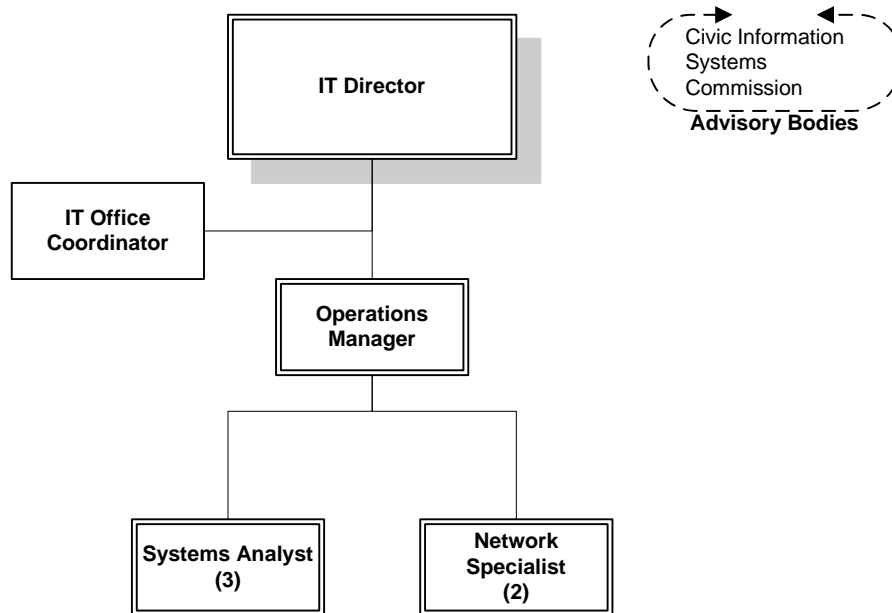 IT Director
Civic Information
Systems
Commission
Advisory Bodies
IT Office
Coordinator
Operations
Manager
Systems Analyst
(3)
Network
Specialist
(2)